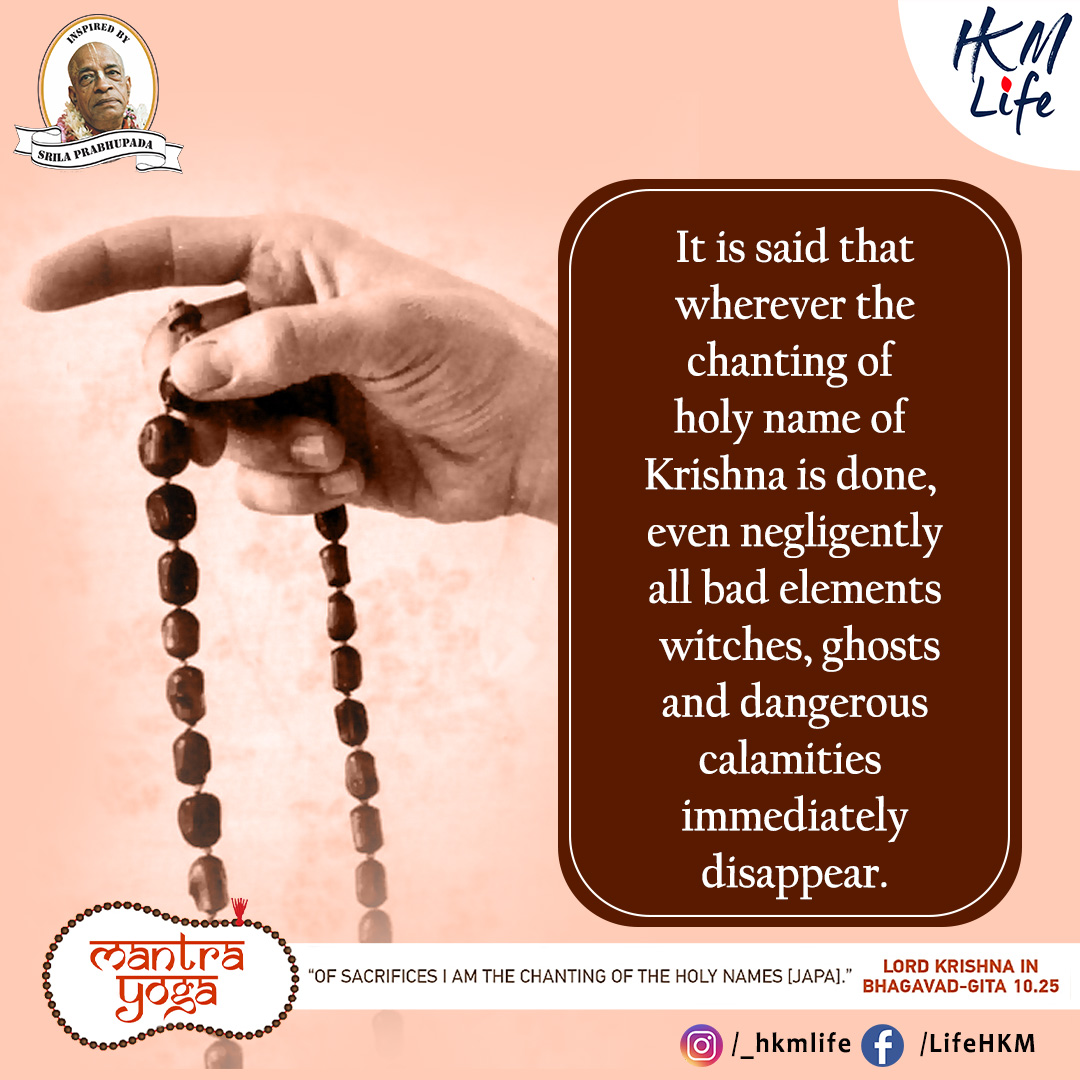 INSPIRED BY
SRILA PRABHUPADA
HKM
Life
It is said that
wherever the
chanting of
holy name of
Krishna is done,
even negligently
all bad elements
witches, ghosts
and dangerous
calamities
immediately
disappear.
mantra
yoga
“OF SACRIFICES I AM THE CHANTING OF THE HOLY NAMES [JAPA].”
LORD KRISHNA IN
BHAGAVAD-GITA 10.25
/_hkmlife
/LifeHKM